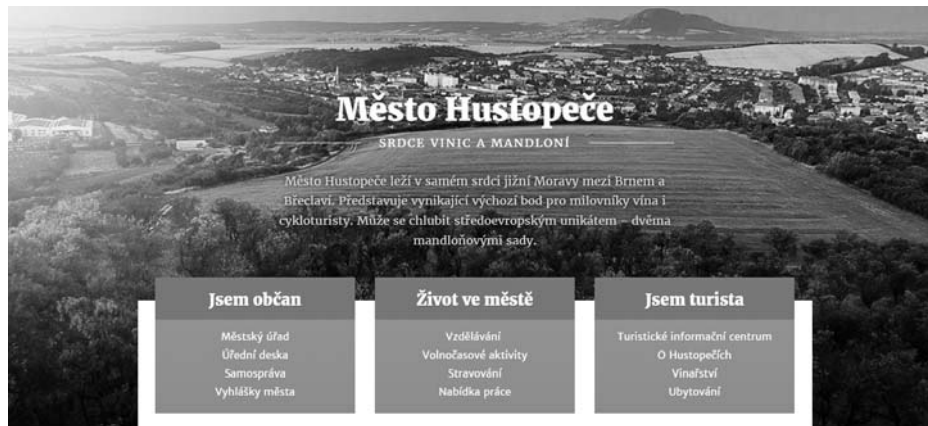 Město Hustopeče
SRDCE VINIC A MANDLONÍ
Město Hustopeče leží v samém srdci jižní Moravy mezi Brnem a
Břeclaví. Představuje vynikající výchozí bod pro milovníky vína i
cykloturisty. Může se chlubit středoevropským unikátem – dvěma
mandloňovými sady.
Jsem občan
Městský úřad
Úřední deska
Samospráva
Vyhlášky města
Život ve městě
Vzdělávání
Volnočasové aktivity
Stravování
Nabídka práce
Jsem turista
Turistické informační centrum
O Hustopečích
Vinařství
Ubytování